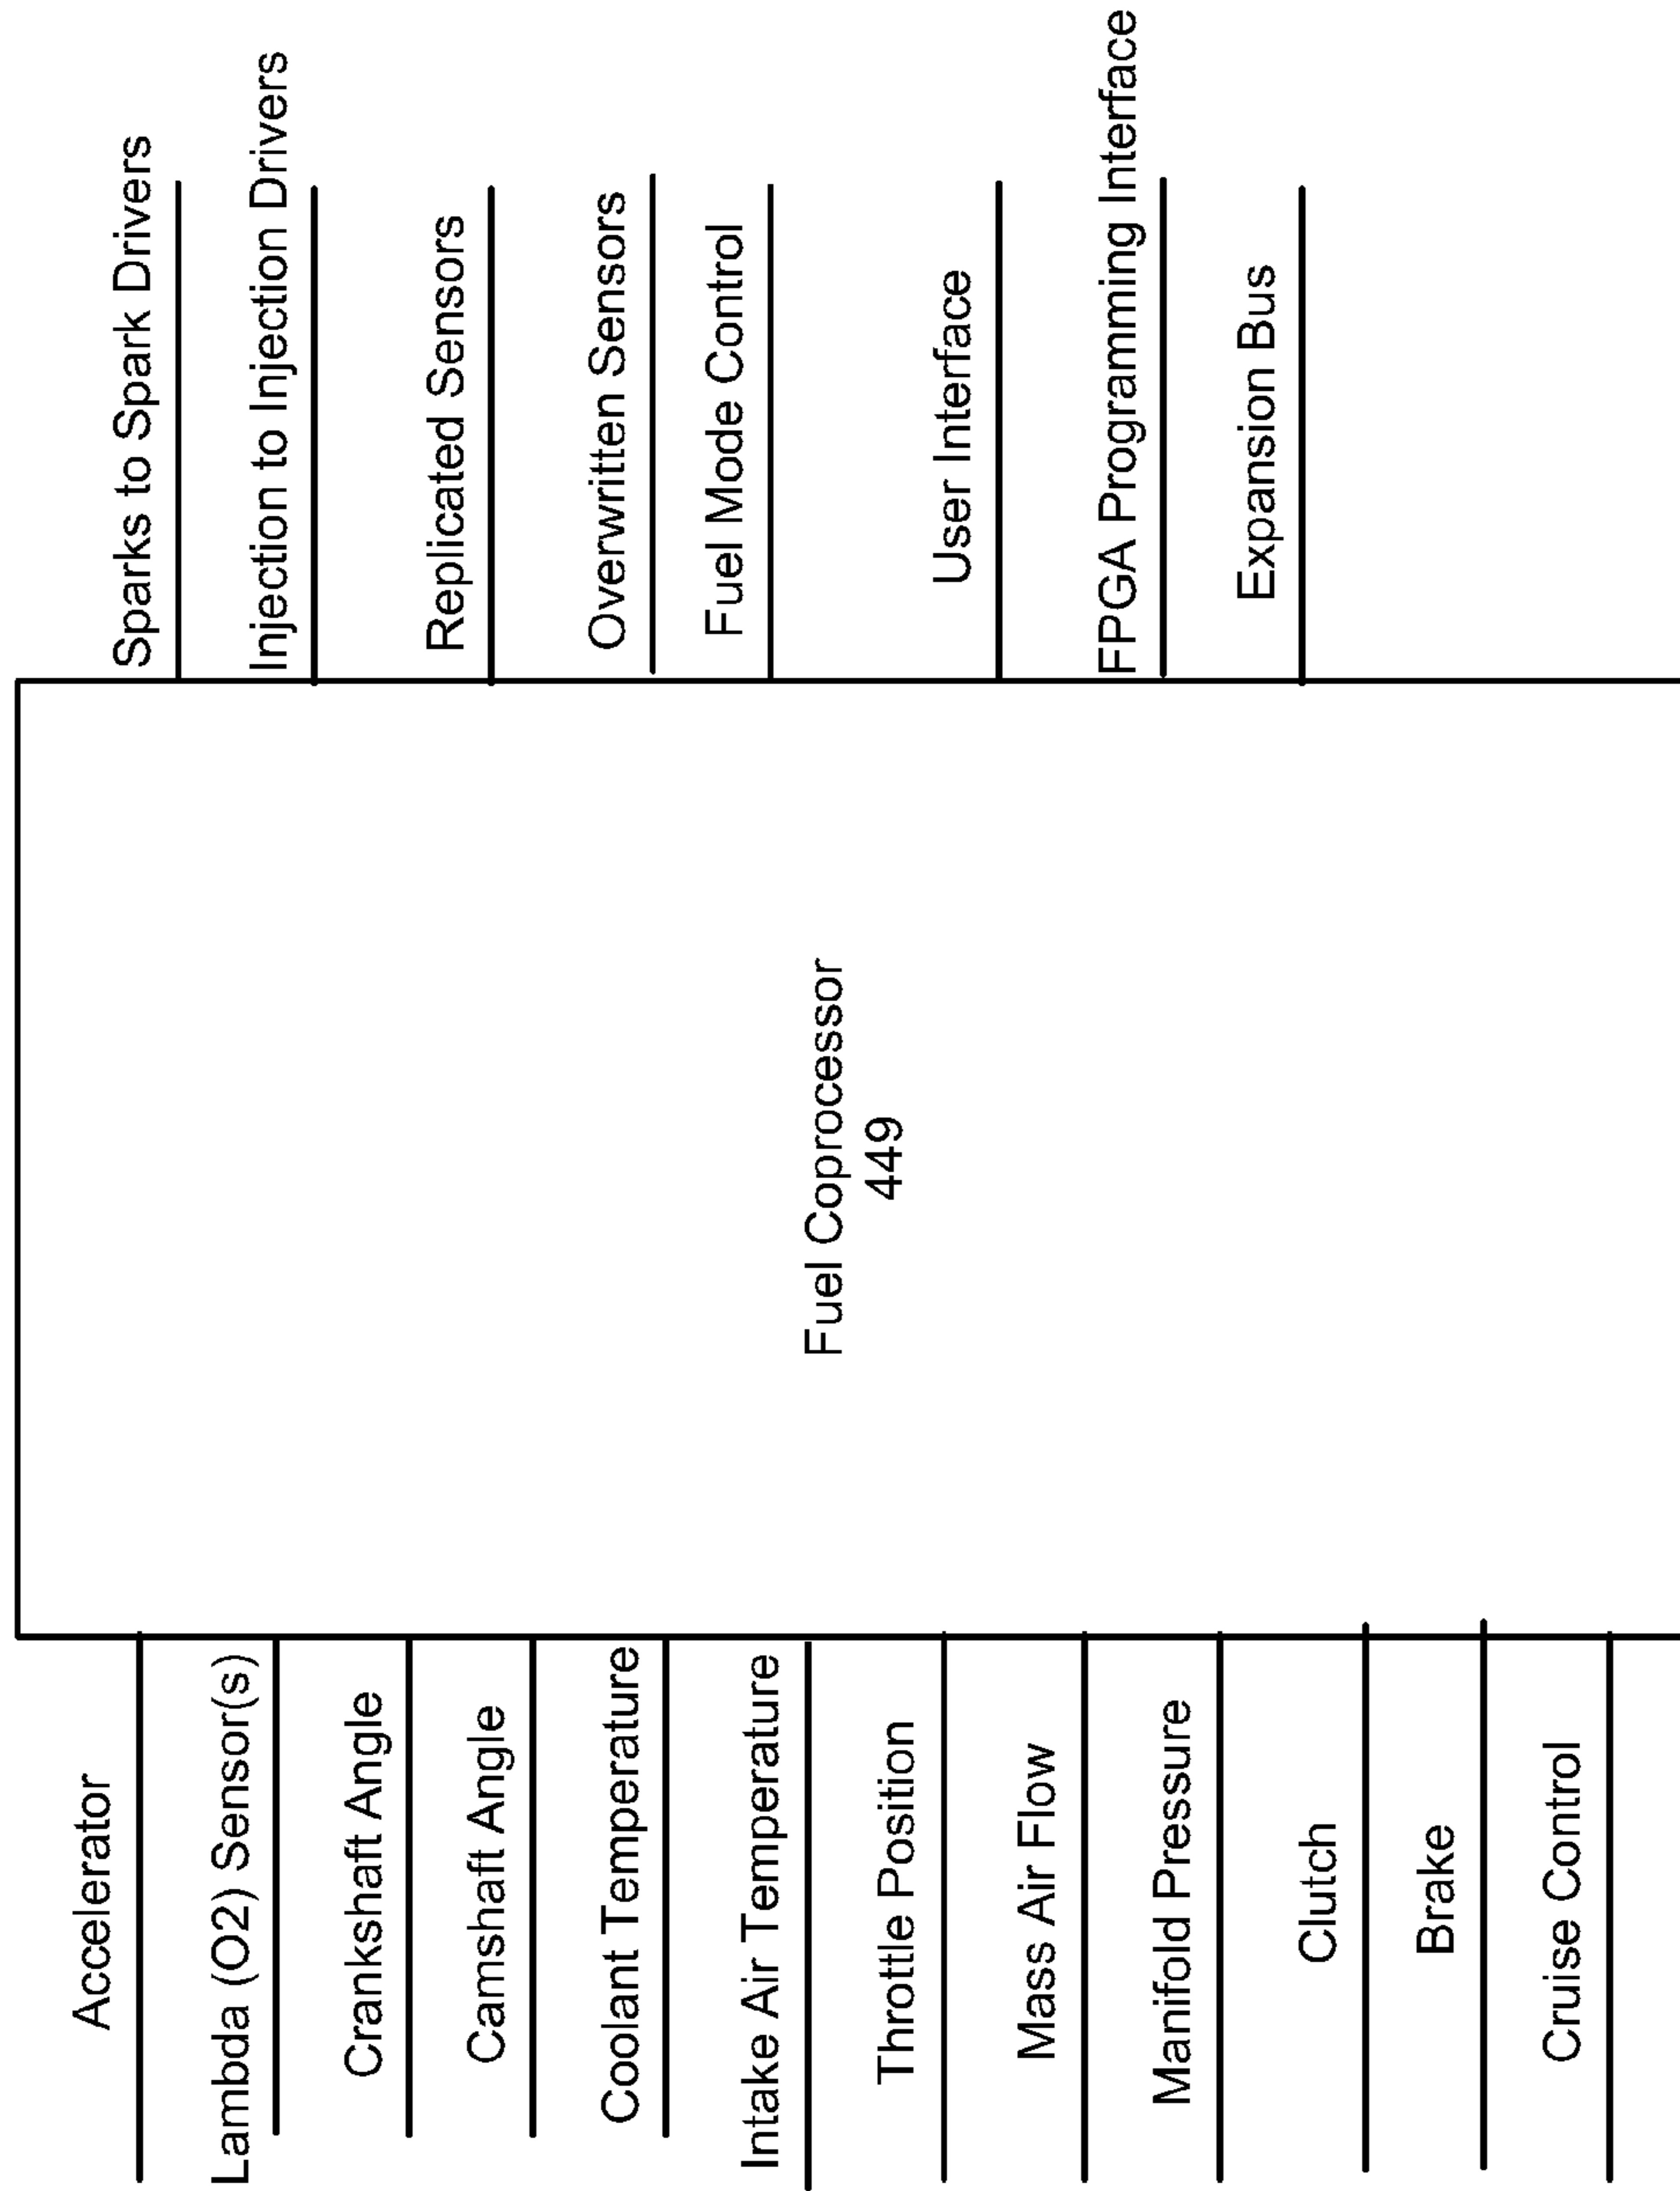 Accelerator
Lambda (O2) Sensor(s)
Crankshaft Angle
Camshaft Angle
Coolant Temperature
Intake Air Temperature
Throttle Position
Mass Air Flow
Manifold Pressure
Clutch
Brake
Cruise Control
Fuel Coprocessor
449
Sparks to Spark Drivers
Injection to Injection Drivers
Replicated Sensors
Overwritten Sensors
Fuel Mode Control
User Interface
FPGA Programming Interface
Expansion Bus